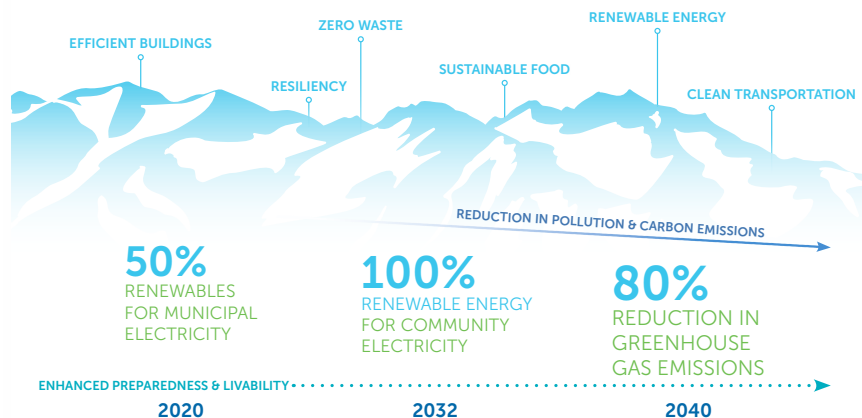 RENEWABLE ENERGY
ZERO WASTE
EFFICIENT BUILDINGS
SUSTAINABLE FOOD
RESILIENCY
CLEAN TRANSPORTATION
REDUCTION IN POLLUTION & CARBON EMISSIONS
50%
RENEWABLES
FOR MUNICIPAL
ELECTRICITY
100%
RENEWABLE ENERGY
FOR COMMUNITY
ELECTRICITY
80%
REDUCTION IN
GREENHOUSE
GAS EMISSIONS
ENHANCED PREPAREDNESS & LIVABILITY
2020
2032
2040